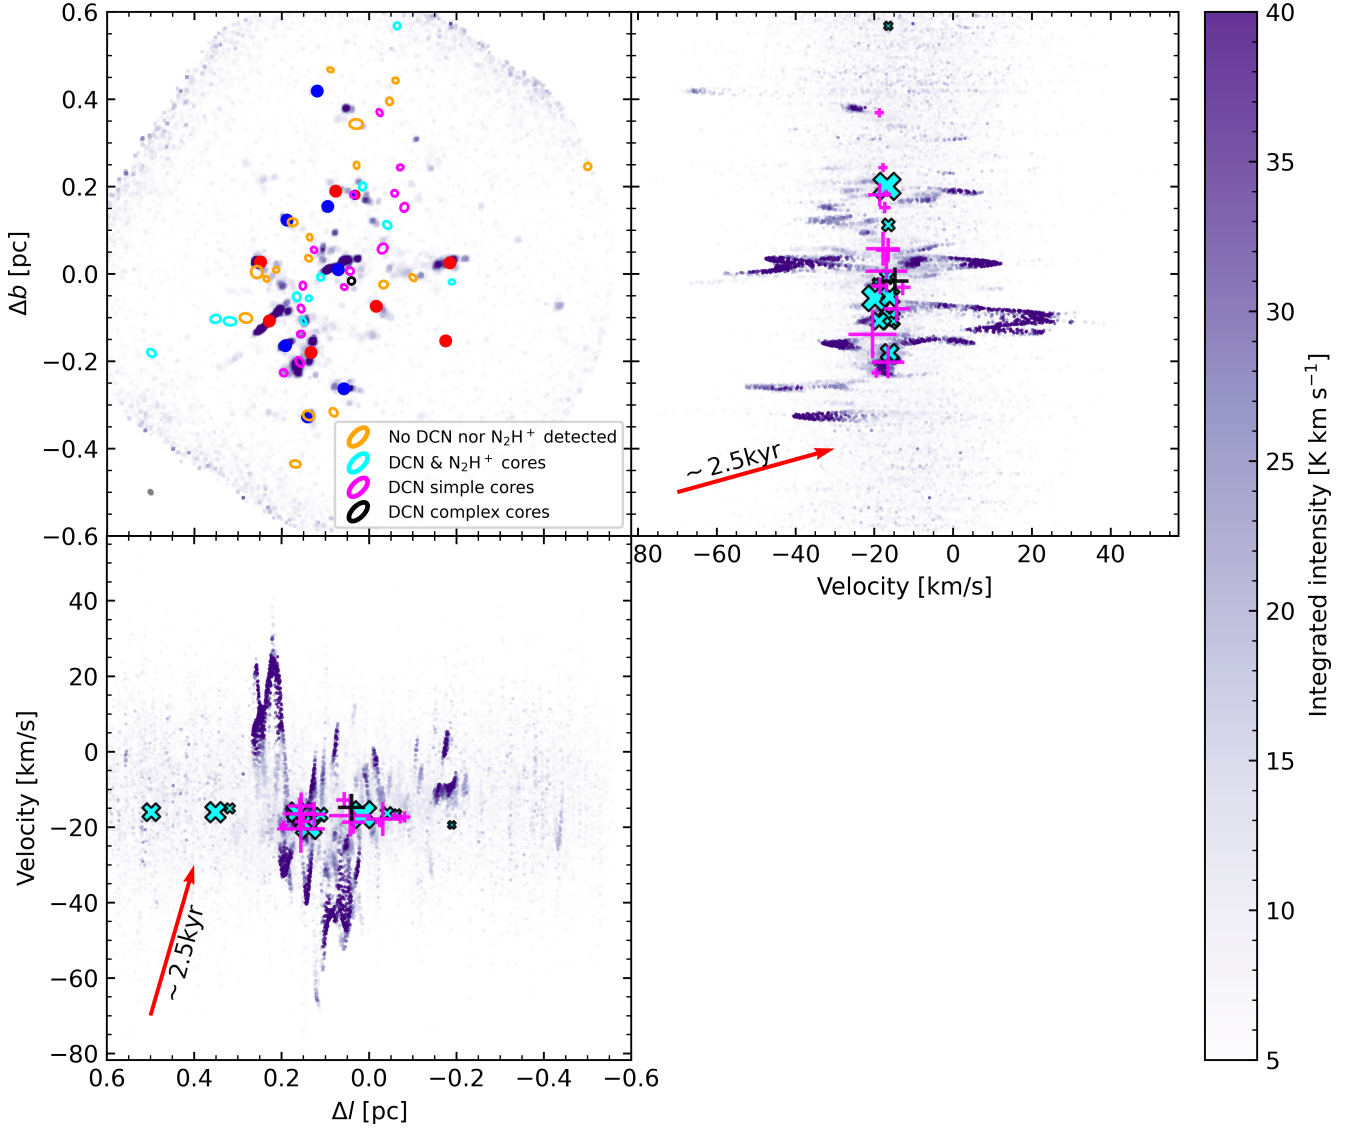 0.6
0.4
0.2
0.0
−0.2
−0.4
−0.6
Δb [pc]
No DCN nor N₂H⁺ detected
DCN & N₂H⁺ cores
DCN simple cores
DCN complex cores
~ 2.5kyr
80 −60 −40 −20 0 20 40
Velocity [km/s]
40
35
30
25
20
15
10
5
Integrated intensity [K km s⁻¹]
40
20
0
−20
−40
−60
−80
Velocity [km/s]
~ 2.5kyr
0.6 0.4 0.2 0.0 −0.2 −0.4 −0.6
Δl [pc]